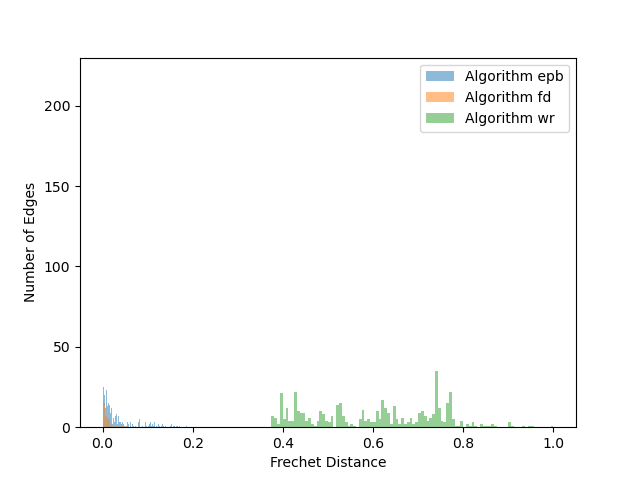 Algorithm epb
Algorithm fd
Algorithm wr
200
150
100
50
0
Number of Edges
0.0 0.2 0.4 0.6 0.8 1.0
Frechet Distance